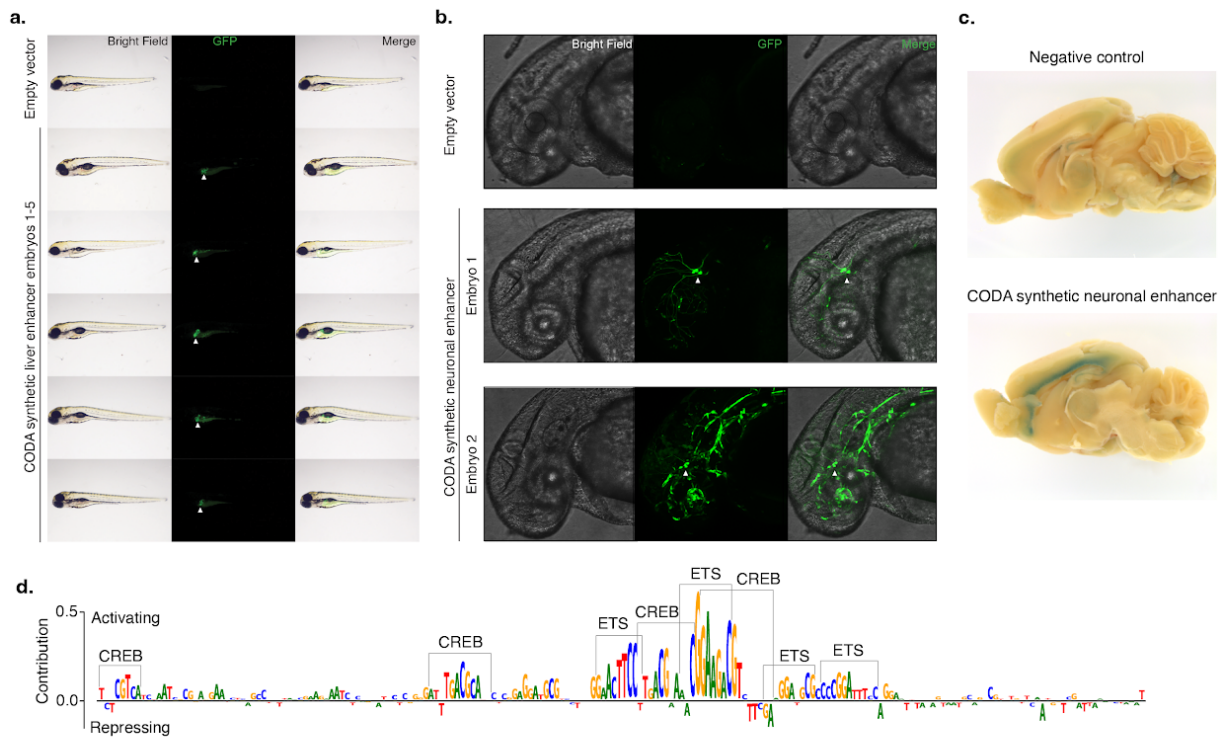 a.
Bright Field
GFP
Merge
Empty vector
CODA synthetic liver enhancer embryos 1-5
b.
Bright Field
GFP
Merge
Empty vector
CODA synthetic neuronal enhancer
Embryo 1
Embryo 2
c.
Negative control
CODA synthetic neuronal enhancer
d.
Contribution
0.5
0.0
Activating
Repressing
CREB
CREB
ETS
CREB
ETS
CREB
ETS
ETS